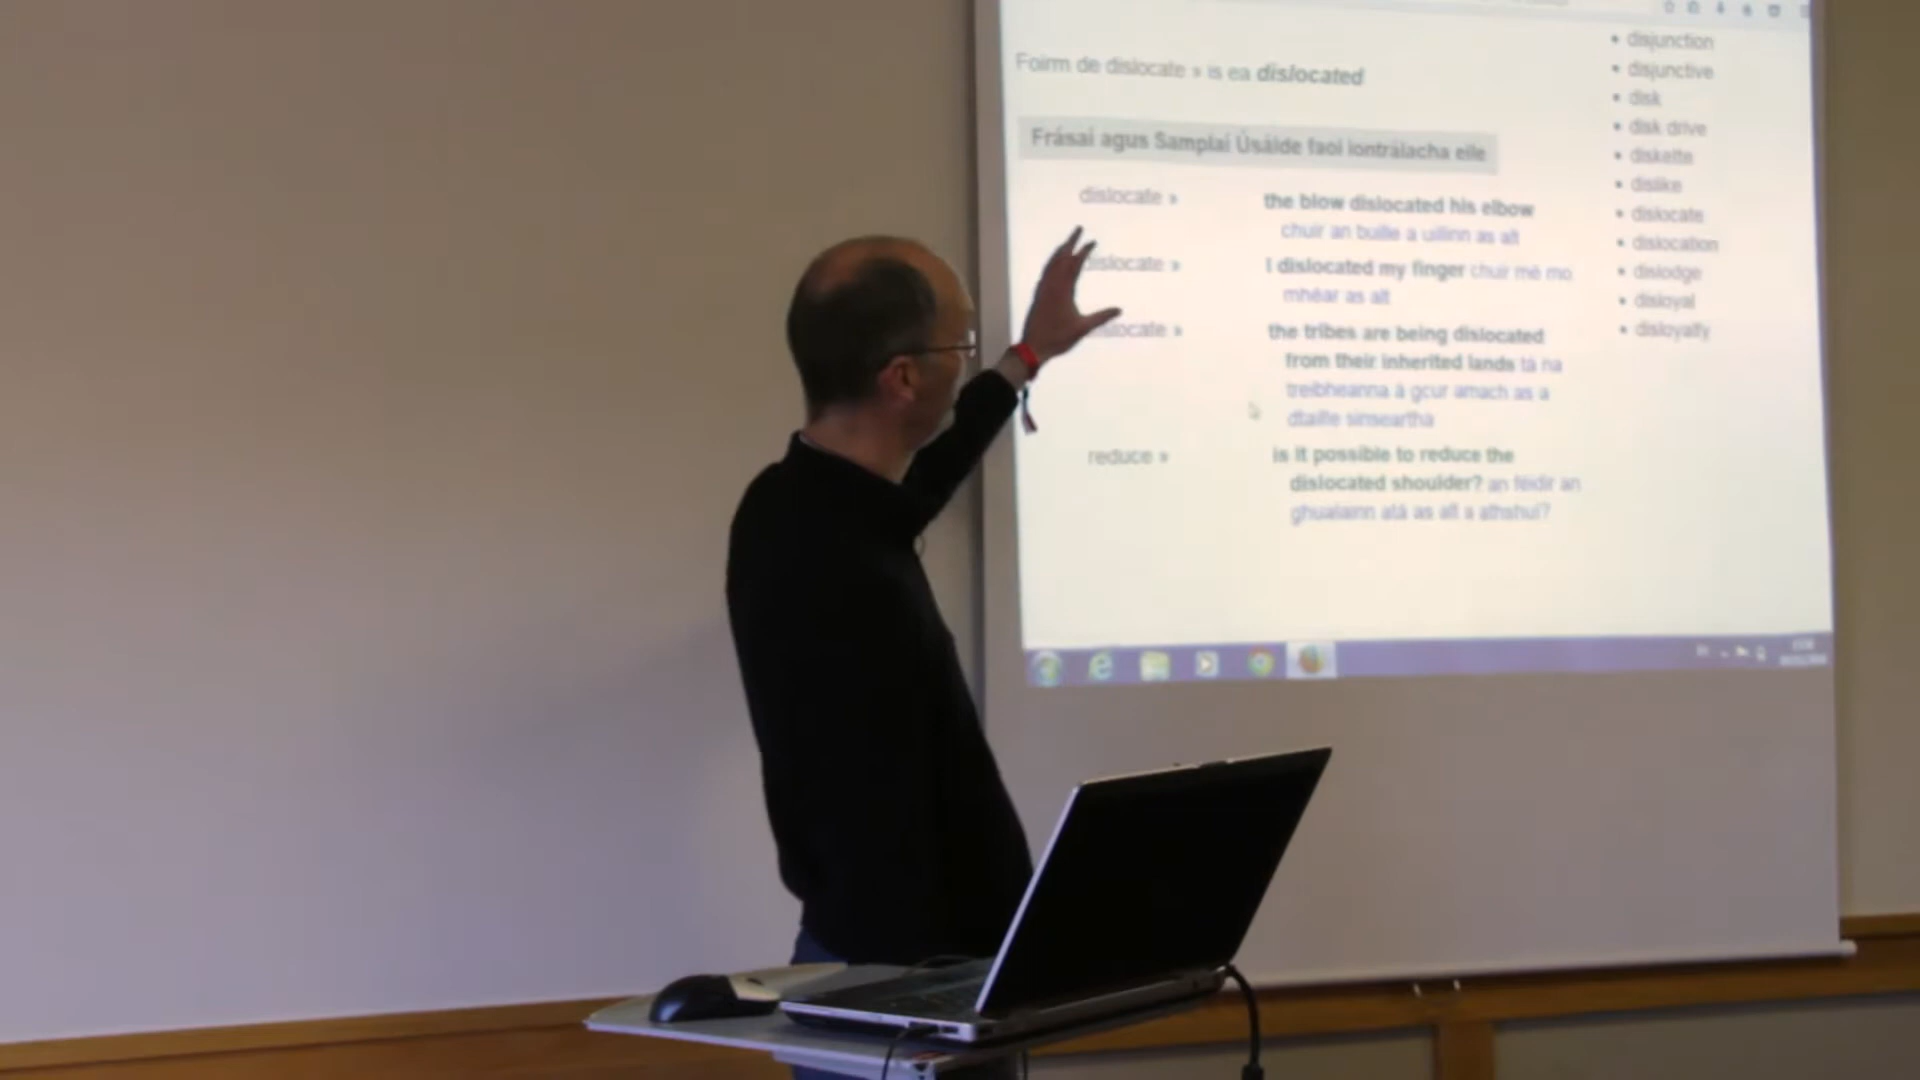 Foirm de dislocate » is ea dislocated
Frásaí agus Samplaí Úsáide faoi iontrálacha eile
dislocate » the blow dislocated his elbow
chuir an buille a uillinn as alt
dislocate » I dislocated my finger chuir mé mo
mhéar as alt
dislocate » the tribes are being dislocated
from their inherited lands tá na
treibheanna á gcur amach as a
dtailte sinseartha
reduce » is it possible to reduce the
dislocated shoulder? an féidir an
ghualainn atá as alt a athshuí?
• disjunction
• disjunctive
• disk
• disk drive
• diskette
• dislike
• dislocate
• dislocation
• dislodge
• disloyal
• disloyalty